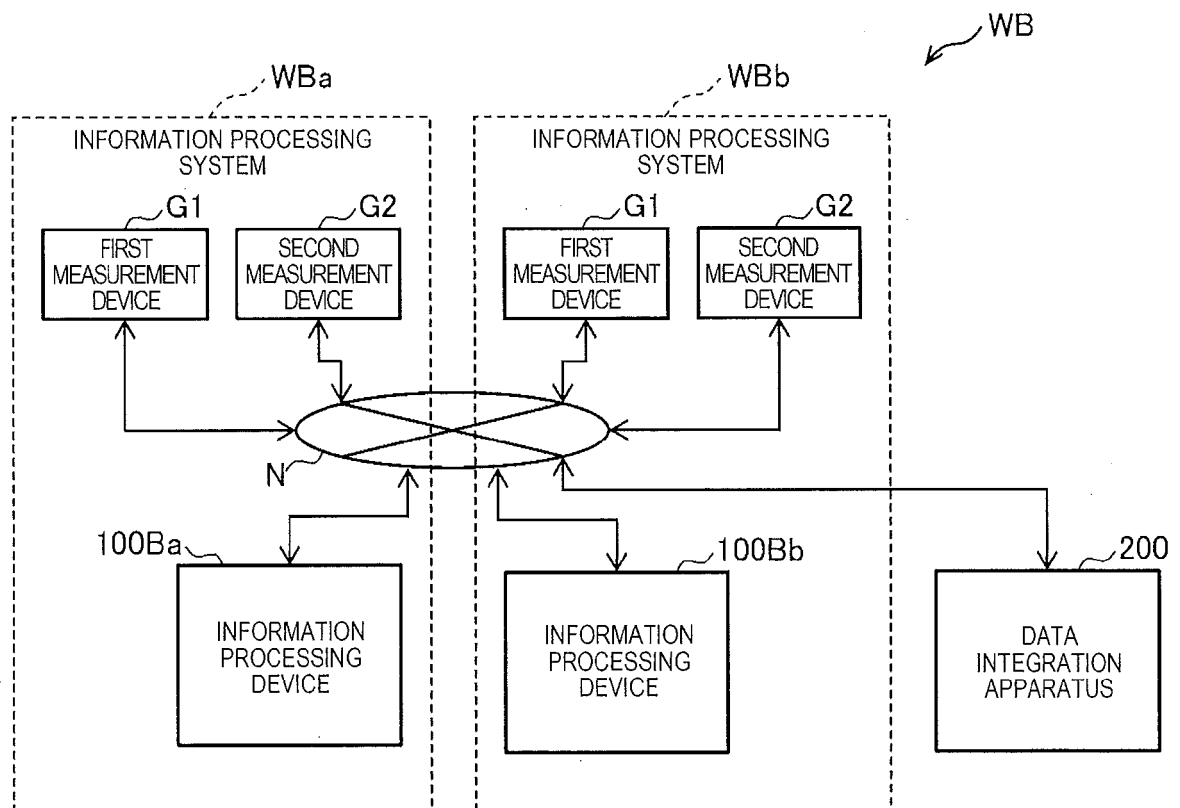 WB
WBa
WBb
INFORMATION PROCESSING
SYSTEM
INFORMATION PROCESSING
SYSTEM
G1
G2
G1
G2
FIRST
MEASUREMENT
DEVICE
SECOND
MEASUREMENT
DEVICE
FIRST
MEASUREMENT
DEVICE
SECOND
MEASUREMENT
DEVICE
N
100Ba
100Bb
200
INFORMATION
PROCESSING
DEVICE
INFORMATION
PROCESSING
DEVICE
DATA
INTEGRATION
APPARATUS